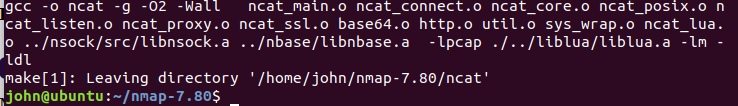 gcc -o ncat -g -O2 -Wall   ncat_main.o ncat_connect.o ncat_core.o ncat_posix.o n
cat_listen.o ncat_proxy.o ncat_ssl.o base64.o http.o util.o sys_wrap.o ncat_lua.
o ../nsock/src/libnsock.a ../nbase/libnbase.a  -lpcap ./../liblua/liblua.a -lm -
ldl
make[1]: Leaving directory '/home/john/nmap-7.80/ncat'
john@ubuntu:~/nmap-7.80$